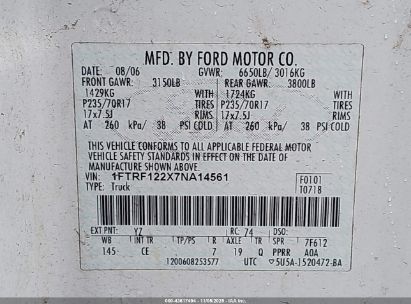 MFD. BY FORD MOTOR CO.
DATE: 08/06 GVWR: 6650LB/ 3016KG
FRONT GAWR: 3150LB REAR GAWR: 3800LB
1429KG WITH 1724KG WITH
P235/70R17 TIRES P235/70R17 TIRES
17x7.5J RIMS 17x7.5J RIMS
AT 260 kPa/ 38 PSI COLD AT 260 kPa/ 38 PSI COLD
THIS VEHICLE CONFORMS TO ALL APPLICABLE FEDERAL MOTOR
VEHICLE SAFETY STANDARDS IN EFFECT ON THE DATE OF
MANUFACTURE SHOWN ABOVE.
VIN: 1FTRF122X7NA14561 F0101
TYPE: Truck T0718
EXT PNT: YZ RC: 74 DSO:
WB INT TR TP/PS R AXLE TR SPR 7F612
145 CE 7 19 Q PPRR AOA
1200608253577 UTC 5U5A-1520472-BA